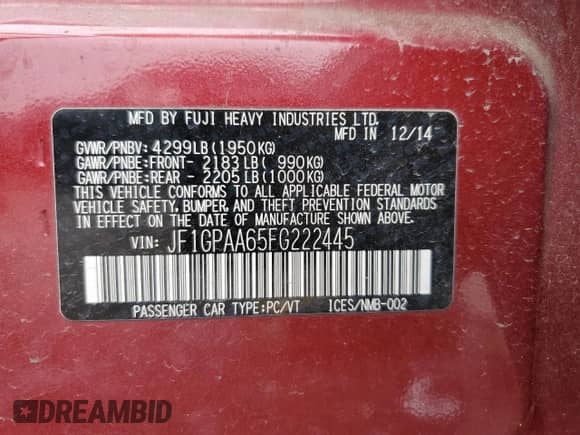 MFD BY FUJI HEAVY INDUSTRIES LTD.
MFD IN 12/14
GVWR/PNBV: 4299LB(1950KG)
GAWR/PNBE:FRONT- 2183LB( 990KG)
GAWR/PNBE:REAR - 2205LB(1000KG)
THIS VEHICLE CONFORMS TO ALL APPLICABLE FEDERAL MOTOR
VEHICLE SAFETY, BUMPER, AND THEFT PREVENTION STANDARDS
IN EFFECT ON THE DATE OF MANUFACTURE SHOWN ABOVE.
VIN: JF1GPAA65FG222445
PASSENGER CAR TYPE:PC/VT ICES/NMB-002
DREAMBID